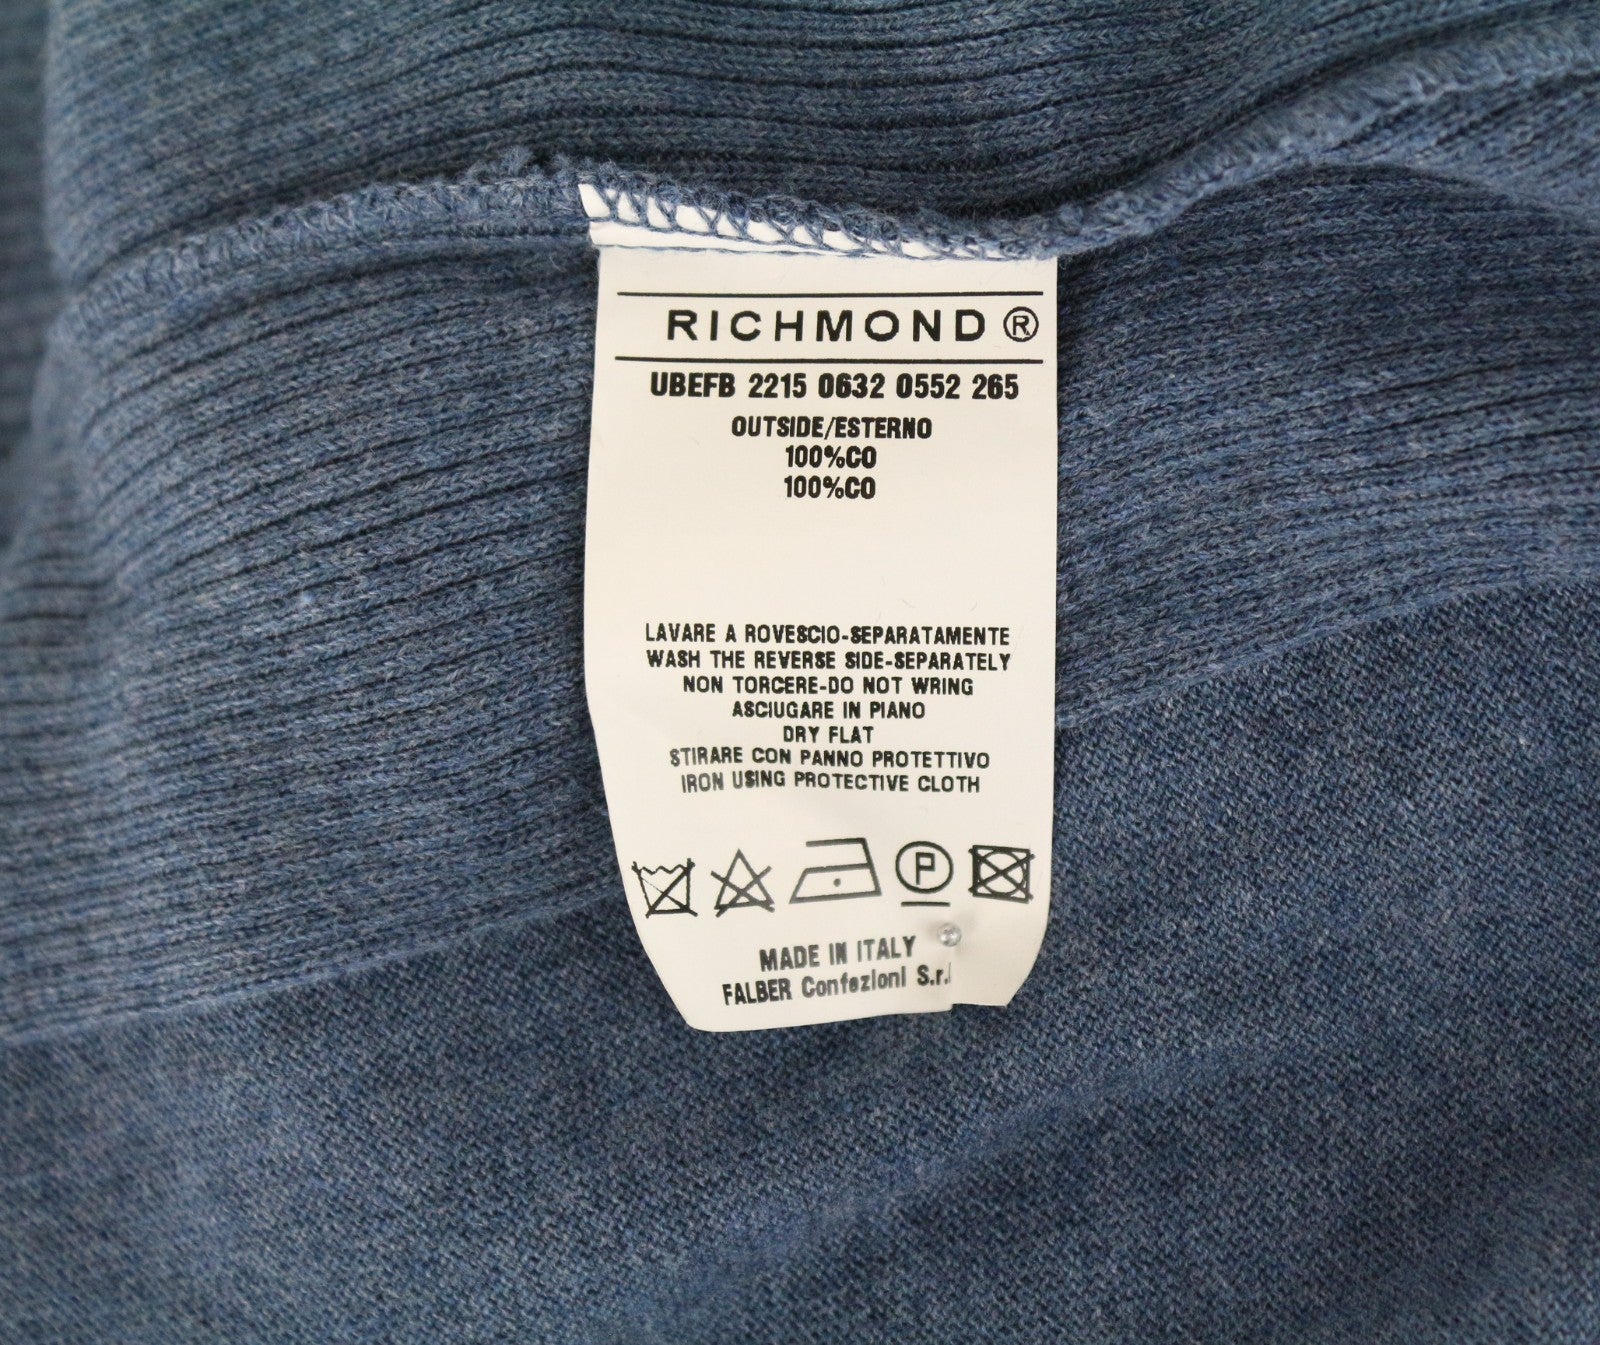 RICHMOND ®
UBEFB 2215 0632 0552 265
OUTSIDE/ESTERNO
100%CO
100%CO
LAVARE A ROVESCIO-SEPARATAMENTE
WASH THE REVERSE SIDE-SEPARATELY
NON TORCERE-DO NOT WRING
ASCIUGARE IN PIANO
DRY FLAT
STIRARE CON PANNO PROTETTIVO
IRON USING PROTECTIVE CLOTH
P
MADE IN ITALY
FALBER Confezioni S.r.l